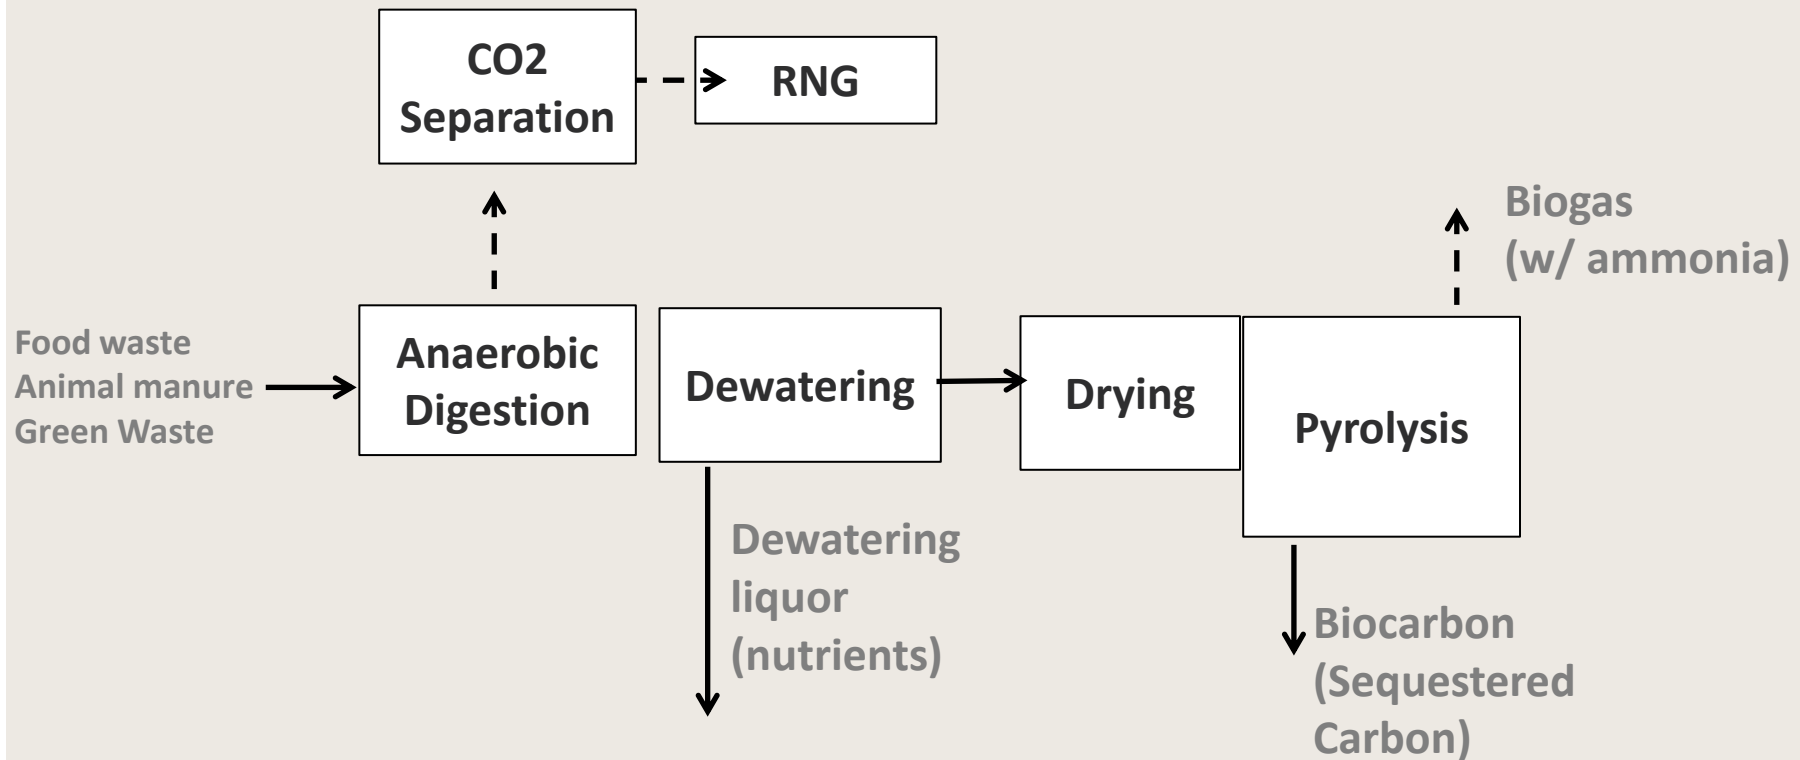 CO2
Separation
RNG
Biogas
(w/ ammonia)
Food waste
Animal manure
Green Waste
Anaerobic
Digestion
Dewatering
Drying
Pyrolysis
Dewatering
liquor
(nutrients)
Biocarbon
(Sequestered
Carbon)